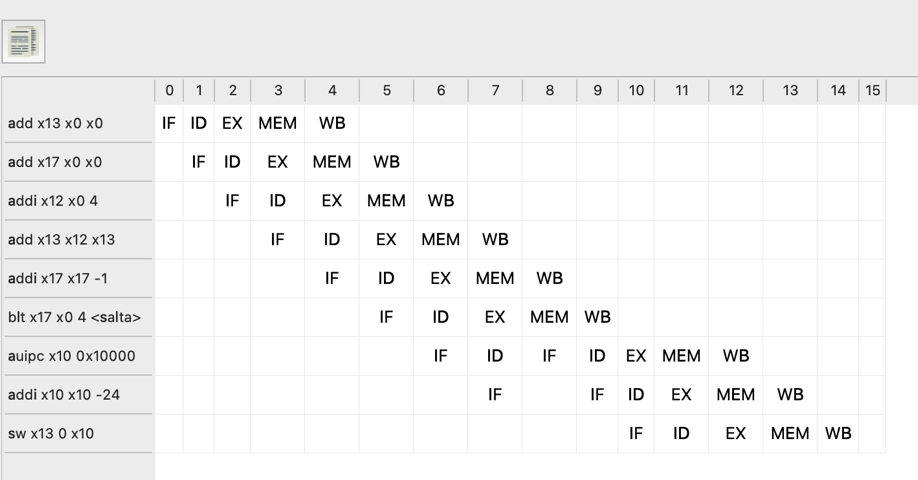 0 1 2 3 4 5 6 7 8 9 10 11 12 13 14 15
add x13 x0 x0 IF ID EX MEM WB
add x17 x0 x0 IF ID EX MEM WB
addi x12 x0 4 IF ID EX MEM WB
add x13 x12 x13 IF ID EX MEM WB
addi x17 x17 -1 IF ID EX MEM WB
blt x17 x0 4 <salta> IF ID EX MEM WB
auipc x10 0x10000 IF ID IF ID EX MEM WB
addi x10 x10 -24 IF IF ID EX MEM WB
sw x13 0 x10 IF ID EX MEM WB